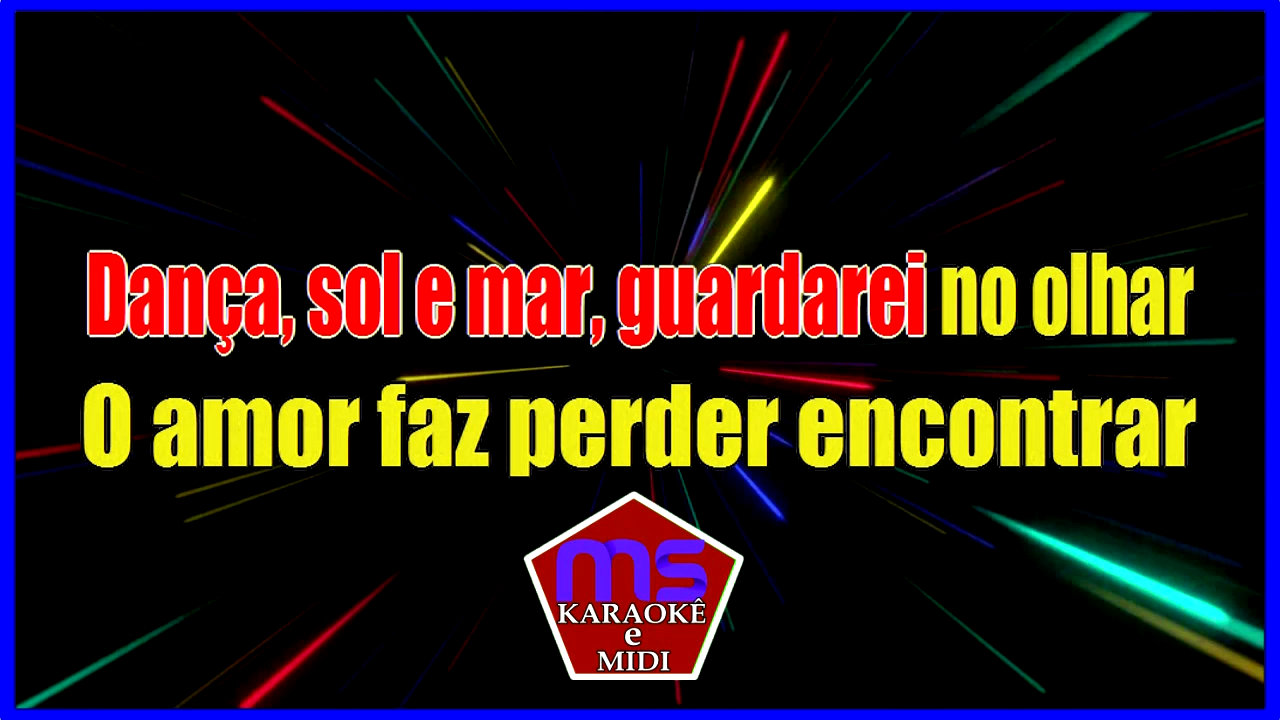 Dança, sol e mar, guardarei no olhar
O amor faz perder encontrar
ms
KARAOKÊ
e
MIDI